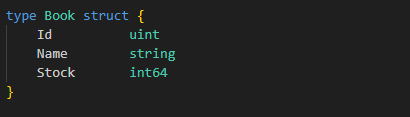 type Book struct {
    Id          uint
    Name        string
    Stock       int64
}